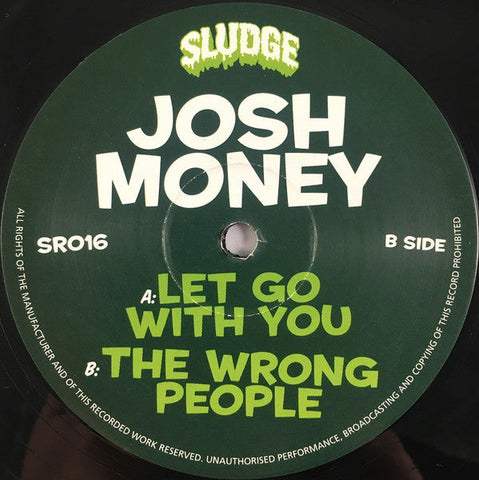 SLUDGE
JOSH
MONEY
SR016
B SIDE
A: LET GO
WITH YOU
B: THE WRONG
PEOPLE
ALL RIGHTS OF THE MANUFACTURER AND OF THIS RECORDED WORK RESERVED. UNAUTHORISED PERFORMANCE, BROADCASTING AND COPYING OF THIS RECORD PROHIBITED